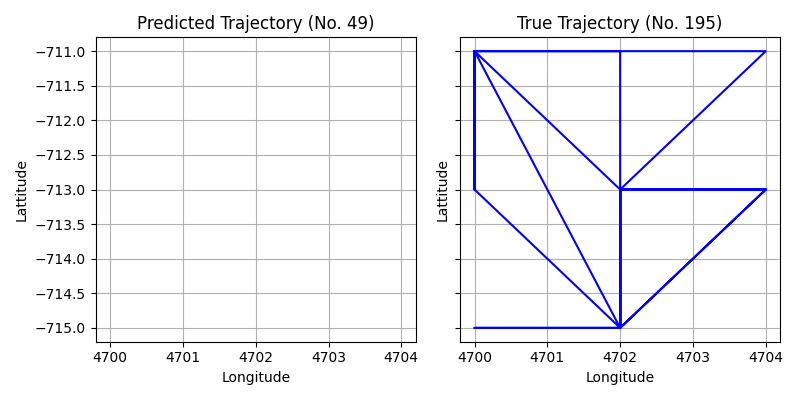 Predicted Trajectory (No. 49)
True Trajectory (No. 195)
−711.0
−711.5
−712.0
−712.5
−713.0
−713.5
−714.0
−714.5
−715.0
Lattitude
Lattitude
4700 4701 4702 4703 4704
4700 4701 4702 4703 4704
Longitude
Longitude